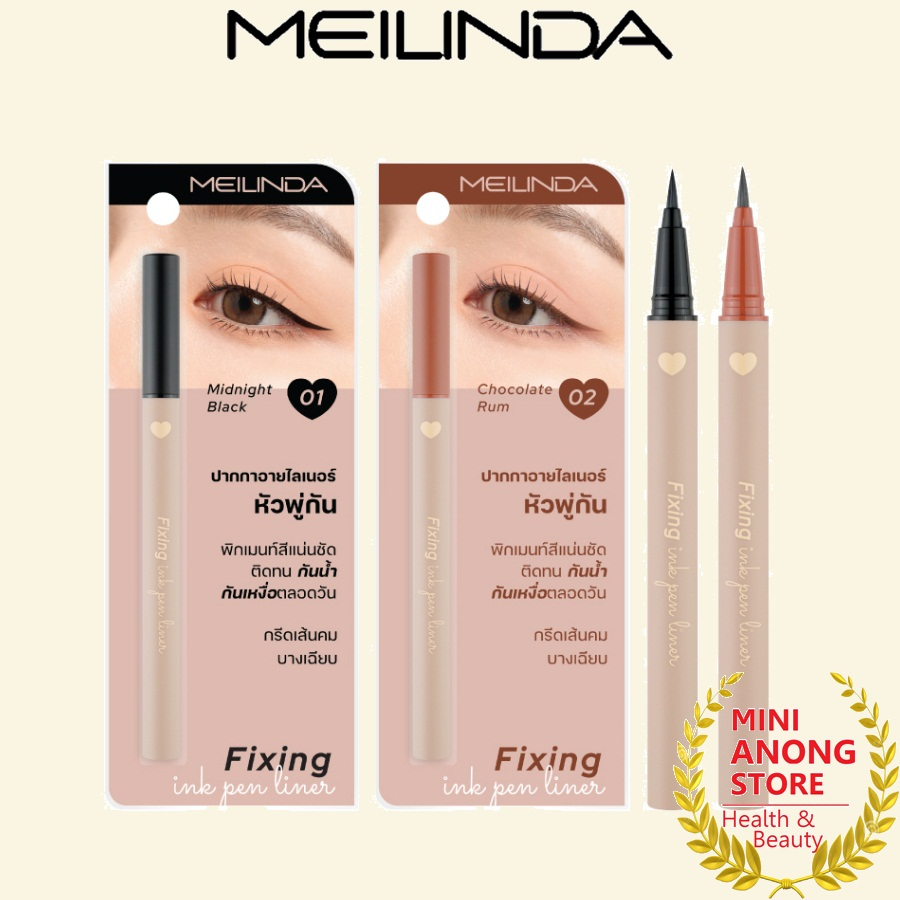 MEILINDA
MEILINDA
Midnight
Black
01
ปากกาอายไลเนอร์
หัวพู่กัน
พิกเมนท์สีแน่นชัด
ติดทน กันน้ำ
กันเหงื่อตลอดวัน
กรีดเส้นคม
บางเฉียบ
Fixing ink pen liner
Fixing
ink pen liner
MEILINDA
Chocolate
Rum
02
ปากกาอายไลเนอร์
หัวพู่กัน
พิกเมนท์สีแน่นชัด
ติดทน กันน้ำ
กันเหงื่อตลอดวัน
กรีดเส้นคม
บางเฉียบ
Fixing ink pen liner
Fixing
ink pen liner
Fixing ink pen liner
Fixing ink pen liner
MINI
ANONG
STORE
Health &
Beauty